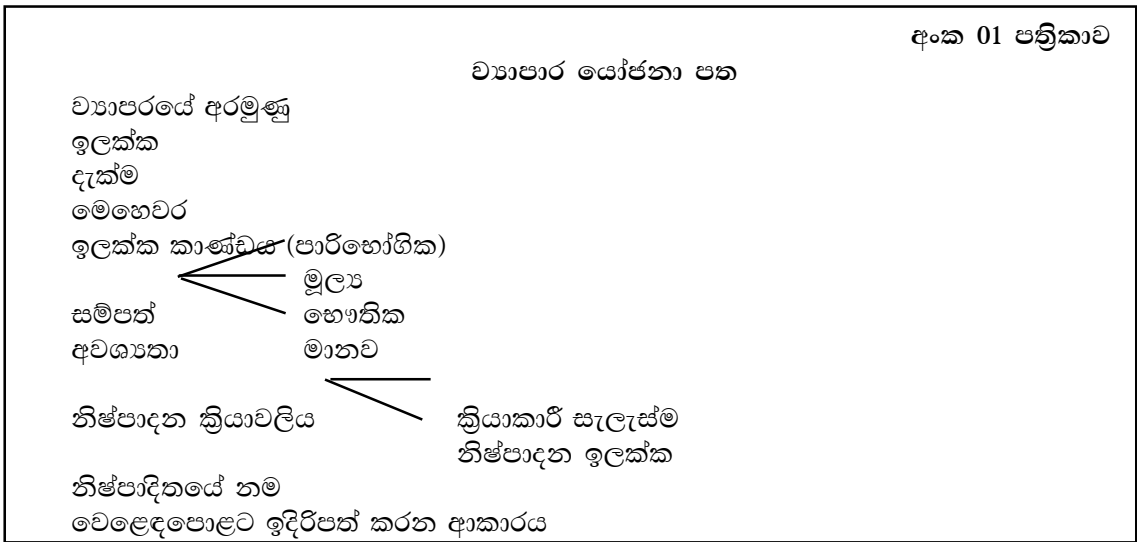 අංක 01 පත්‍රිකාව
ව්‍යාපාර යෝජනා පත
ව්‍යාපරයේ අරමුණු
ඉලක්ක
දැක්ම
මෙහෙවර
ඉලක්ක කාණ්ඩය (පාරිභෝගික)
මූල්‍ය
සම්පත් භෞතික
අවශ්‍යතා මානව
නිෂ්පාදන ක්‍රියාවලිය ක්‍රියාකාරී සැලැස්ම
නිෂ්පාදන ඉලක්ක
නිෂ්පාදිතයේ නම
වෙළෙඳපොළට ඉදිරිපත් කරන ආකාරය